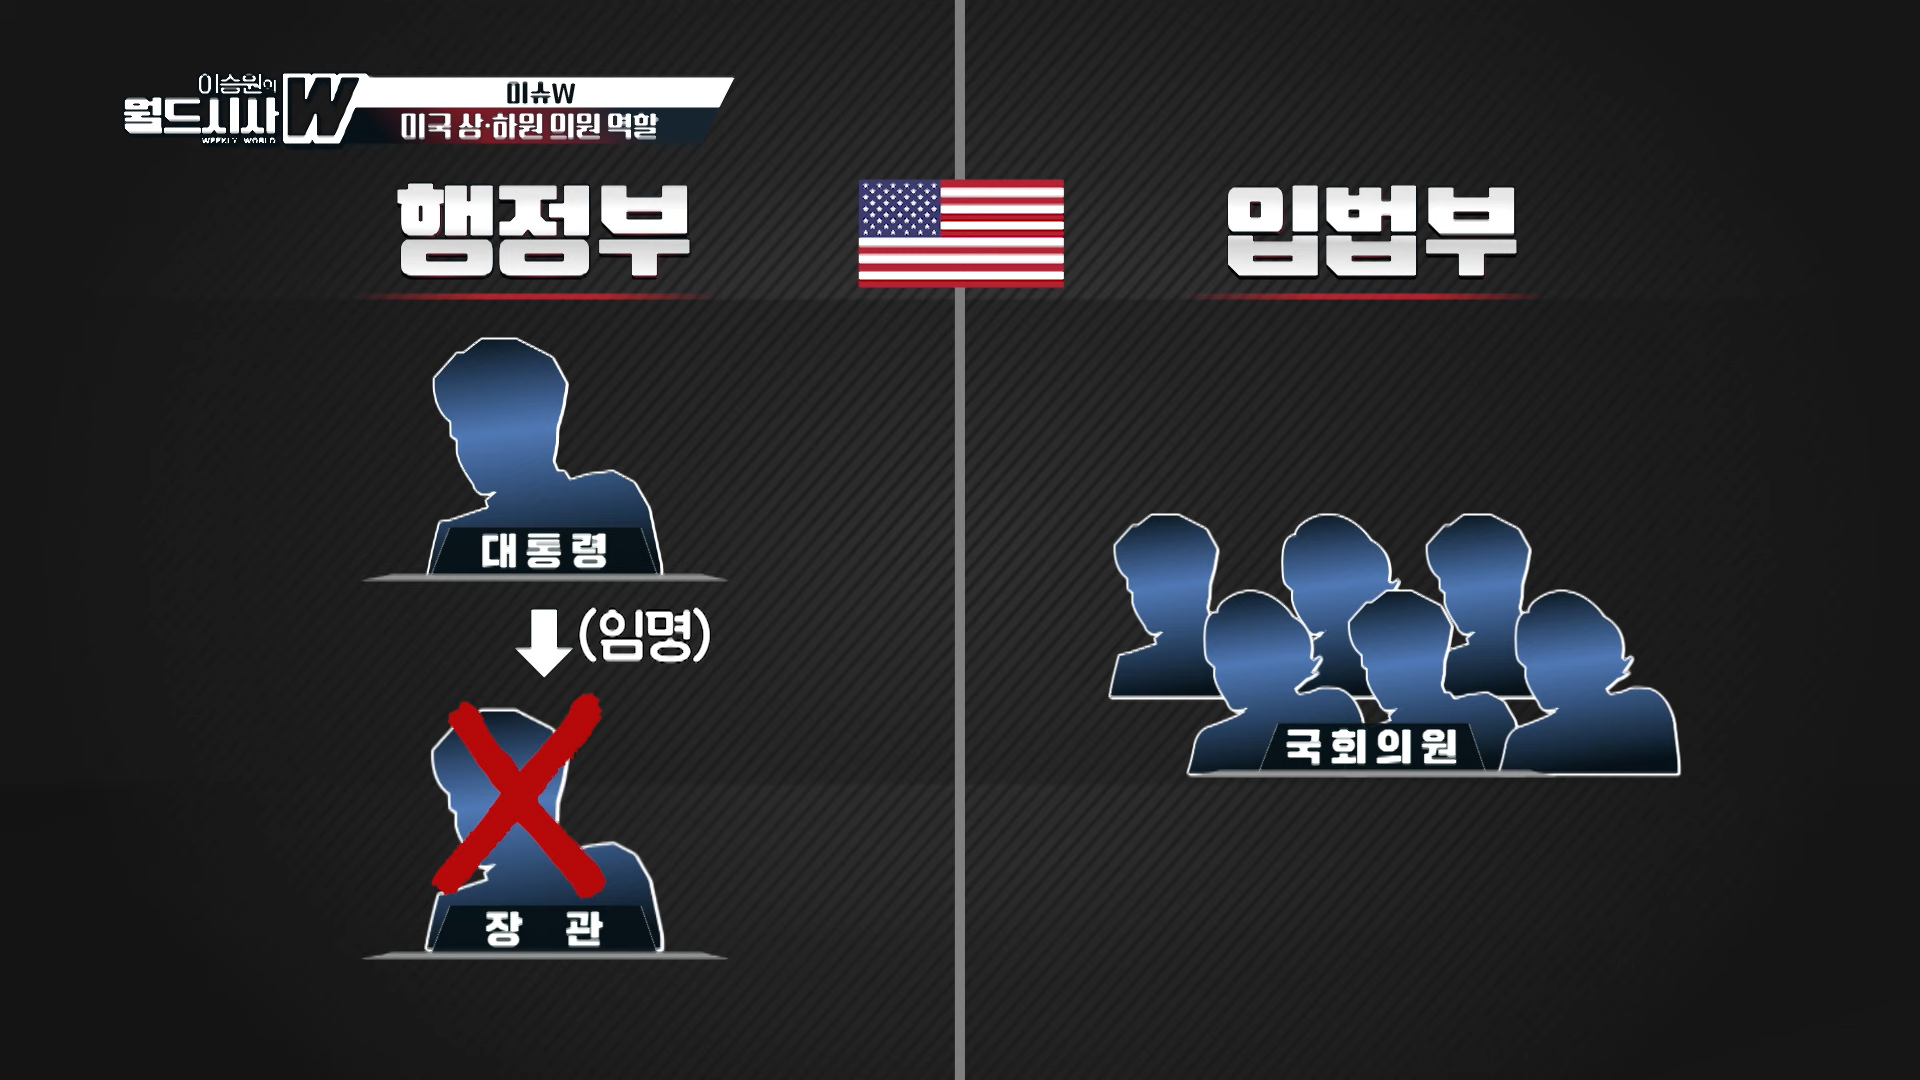 이승원의
월드시사 W
WEEKLY WORLD
이슈W
미국 상·하원 의원 역할
행정부
입법부
대통령
(임명)
장 관
국회의원